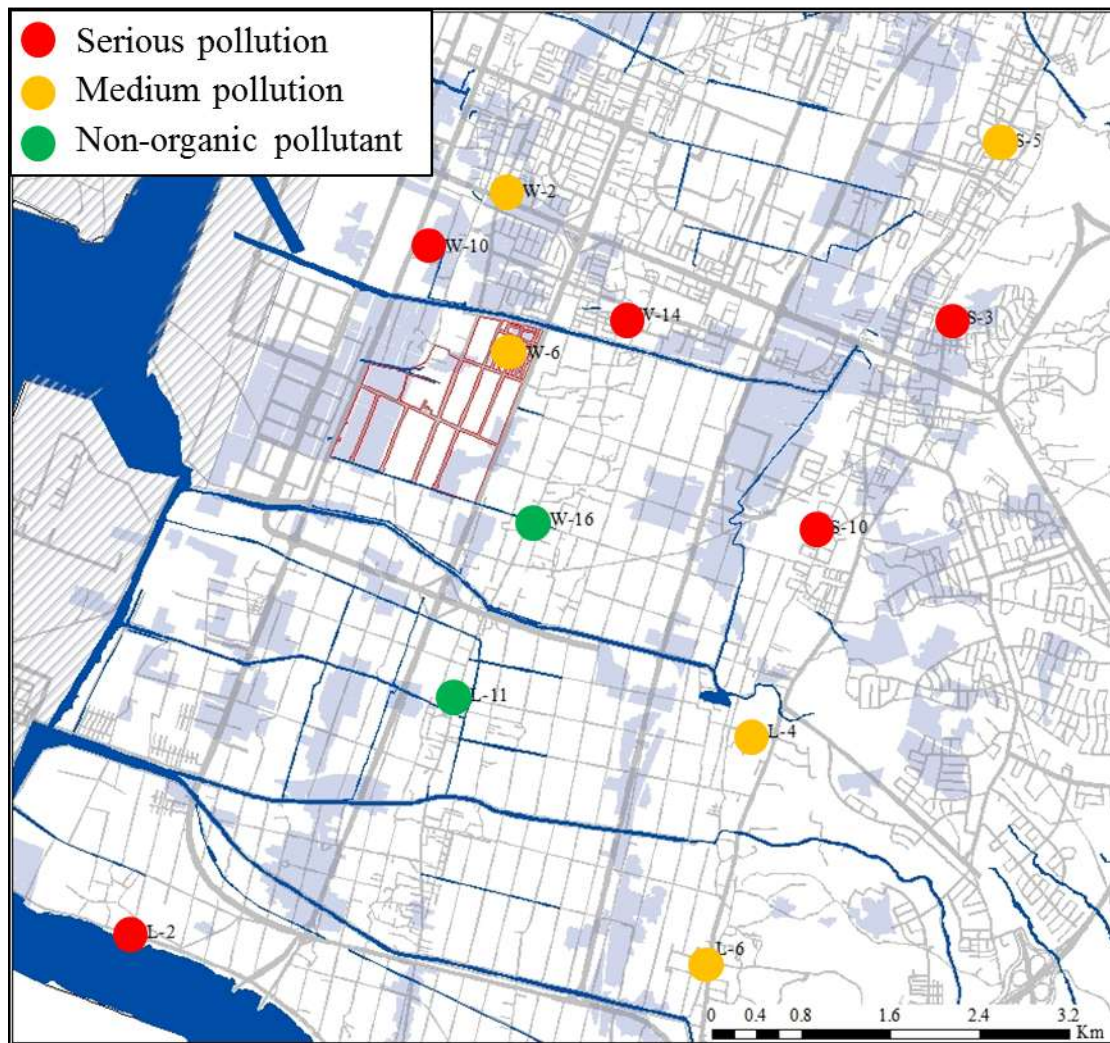 Serious pollution
Medium pollution
Non-organic pollutant
S-5
W-2
W-10
W-14
S-3
W-6
W-16
S-10
L-11
L-4
L-2
L-6
0 0.4 0.8 1.6 2.4 3.2
Km